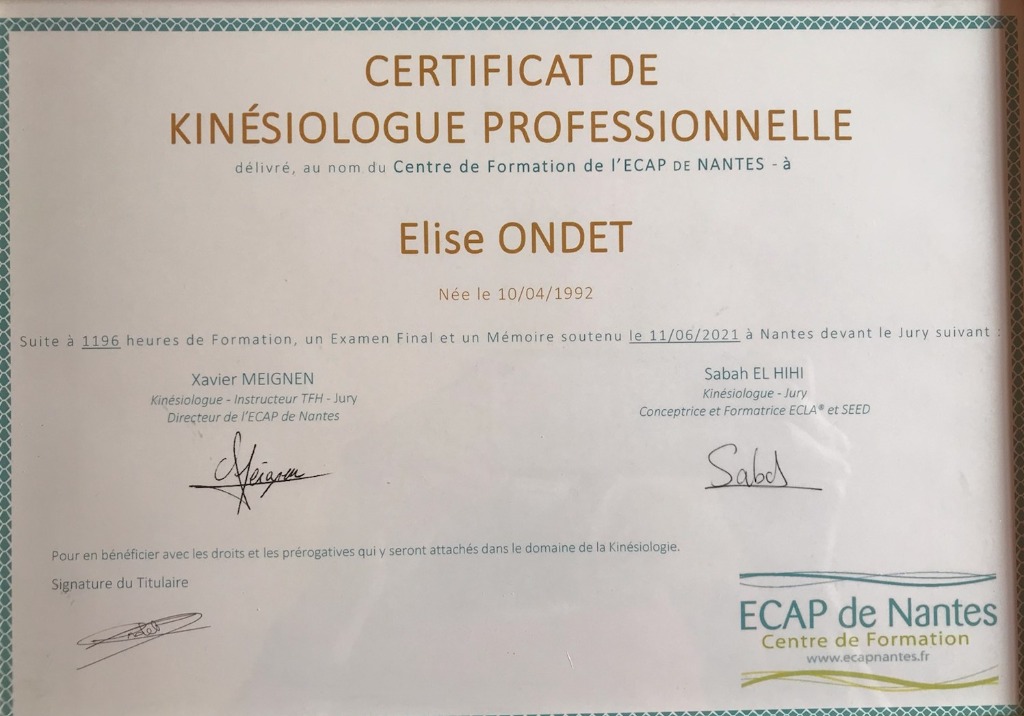 CERTIFICAT DE
KINÉSIOLOGUE PROFESSIONNELLE
délivré, au nom du Centre de Formation de l'ECAP DE NANTES - à
Elise ONDET
Née le 10/04/1992
Suite à 1196 heures de Formation, un Examen Final et un Mémoire soutenu le 11/06/2021 à Nantes devant le Jury suivant :
Xavier MEIGNEN
Kinésiologue - Instructeur TFH - Jury
Directeur de l'ECAP de Nantes
Meignen
Sabah EL HIHI
Kinésiologue - Jury
Conceptrice et Formatrice ECLA® et SEED
Pour en bénéficier avec les droits et les prérogatives qui y seront attachés dans le domaine de la Kinésiologie.
Signature du Titulaire
ECAP de Nantes
Centre de Formation
www.ecapnantes.fr